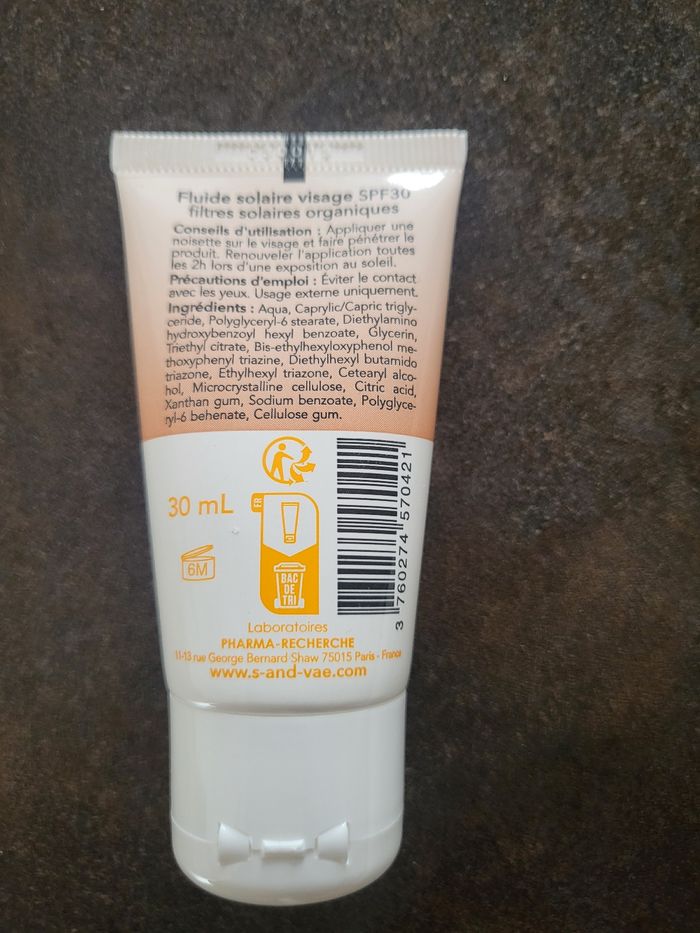 Fluide solaire visage SPF30
filtres solaires organiques
Conseils d'utilisation : Appliquer une
noisette sur le visage et faire pénétrer le
produit. Renouveler l'application toutes
les 2h lors d'une exposition au soleil.
Précautions d'emploi : Éviter le contact
avec les yeux. Usage externe uniquement.
Ingrédients : Aqua, Caprylic/Capric trigly-
ceride, Polyglyceryl-6 stearate, Diethylamino
hydroxybenzoyl hexyl benzoate, Glycerin,
Triethyl citrate, Bis-ethylhexyloxyphenol me-
thoxyphenyl triazine, Diethylhexyl butamido
triazone, Ethylhexyl triazone, Cetearyl alco-
hol, Microcrystalline cellulose, Citric acid,
Xanthan gum, Sodium benzoate, Polyglyce-
ryl-6 behenate, Cellulose gum.
30 mL
FR
6M
BAC
DE
TRI
3 760274 570421
Laboratoires
PHARMA-RECHERCHE
11-13 rue George Bernard Shaw 75015 Paris - France
www.s-and-vae.com